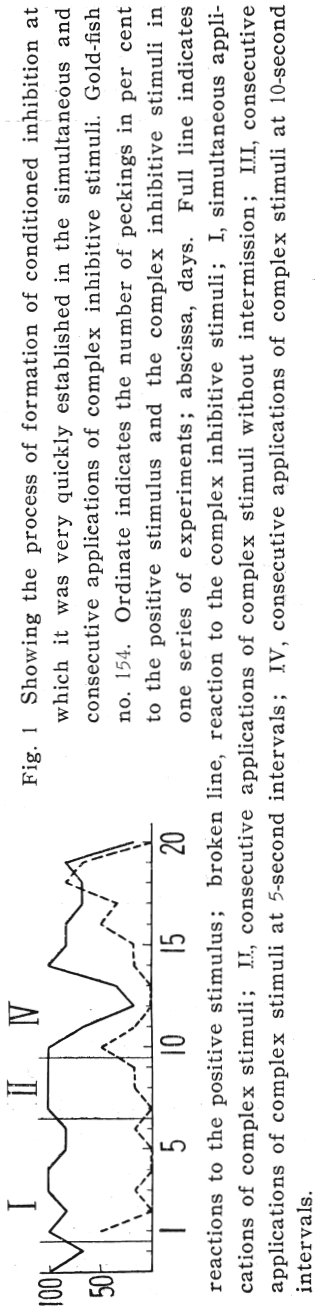 I II IV
100
50
1 5 10 15 20
Fig. 1 Showing the process of formation of conditioned inhibition at
which it was very quickly established in the simultaneous and
consecutive applications of complex inhibitive stimuli. Gold-fish
no. 154. Ordinate indicates the number of peckings in per cent
to the positive stimulus and the complex inhibitive stimuli in
one series of experiments; abscissa, days. Full line indicates
reactions to the positive stimulus; broken line, reaction to the complex inhibitive stimuli; I, simultaneous appli-
cations of complex stimuli; II, consecutive applications of complex stimuli without intermission; III, consecutive
applications of complex stimuli at 5-second intervals; IV, consecutive applications of complex stimuli at 10-second
intervals.